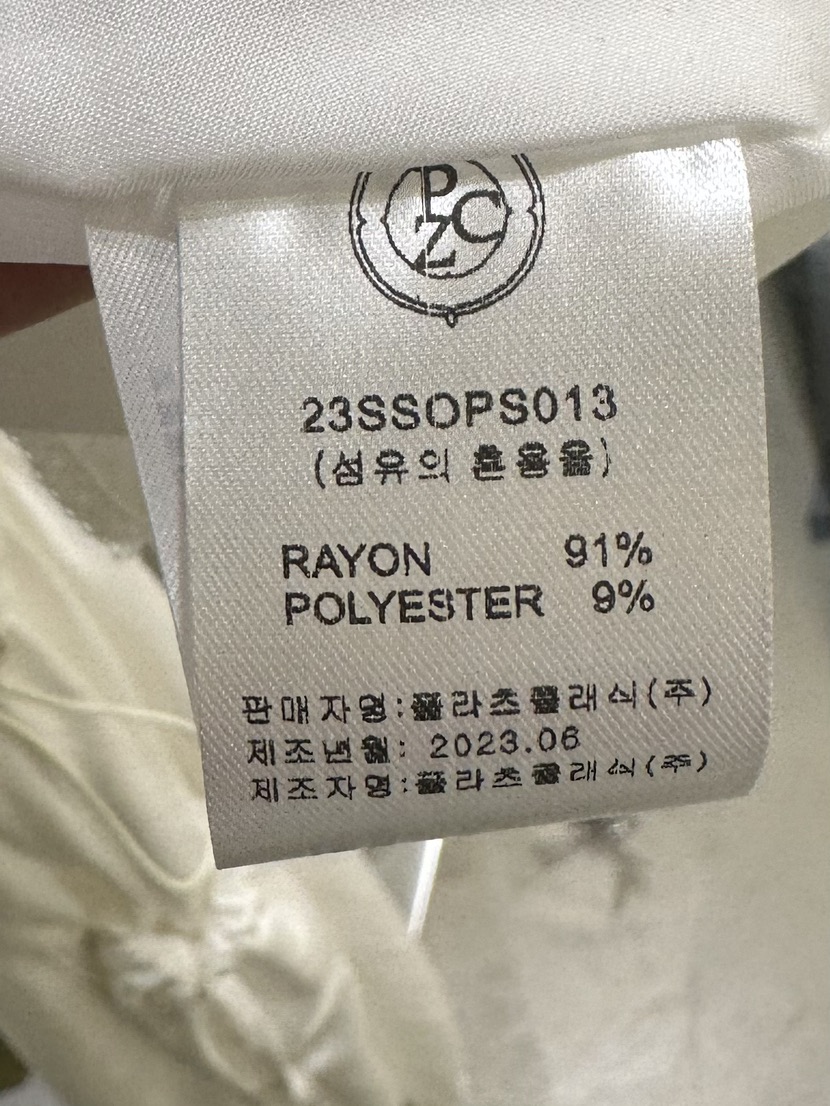 PZC
23SSOPS013
(섬유의 혼용율)
RAYON 91%
POLYESTER 9%
판매자명:플라츠콜래식(주)
제조년월: 2023.06
제조자명:플라츠콜래식(주)